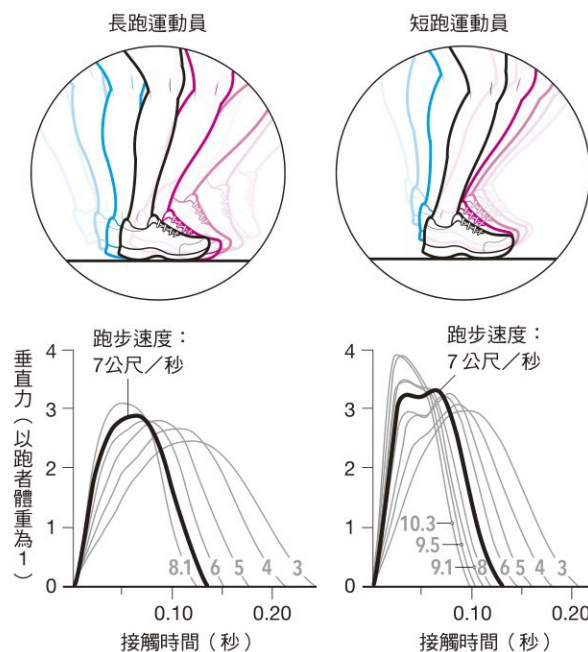 長跑運動員
短跑運動員
垂直力（以跑者體重為1）
跑步速度：
7公尺／秒
4
3
2
1
0
8.1 6 5 4 3
0.10 0.20
接觸時間（秒）
跑步速度：
7公尺／秒
4
3
2
1
0
10.3
9.5
9.1 8 6 5 4 3
0.10 0.20
接觸時間（秒）